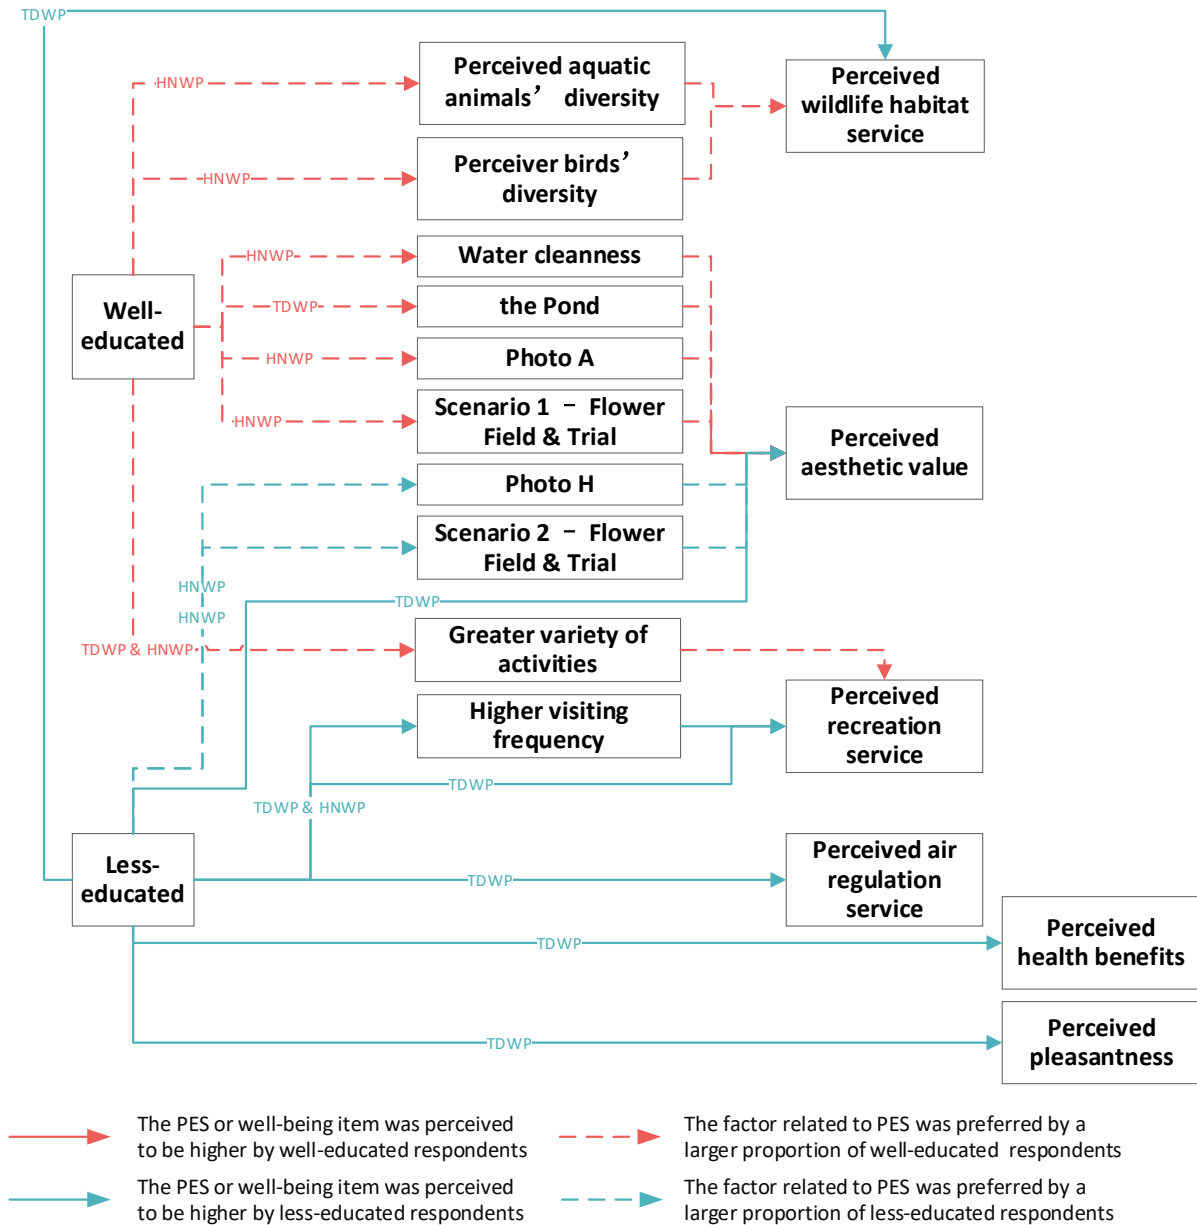 TDWP
Perceived aquatic
animals’ diversity
HNWP
Perceived
wildlife habitat
service
Perceiver birds’
diversity
HNWP
Water cleanness
HNWP
Well-
educated
the Pond
TDWP
Photo A
HNWP
Scenario 1 – Flower
Field & Trial
HNWP
Perceived
aesthetic value
Photo H
Scenario 2 – Flower
Field & Trial
HNWP
HNWP
TDWP
Greater variety of
activities
TDWP & HNWP
Higher visiting
frequency
Perceived
recreation
service
TDWP
TDWP & HNWP
Less-
educated
Perceived air
regulation
service
TDWP
Perceived
health benefits
TDWP
Perceived
pleasantness
TDWP
The PES or well-being item was perceived
to be higher by well-educated respondents
The factor related to PES was preferred by a
larger proportion of well-educated respondents
The PES or well-being item was perceived
to be higher by less-educated respondents
The factor related to PES was preferred by a
larger proportion of less-educated respondents